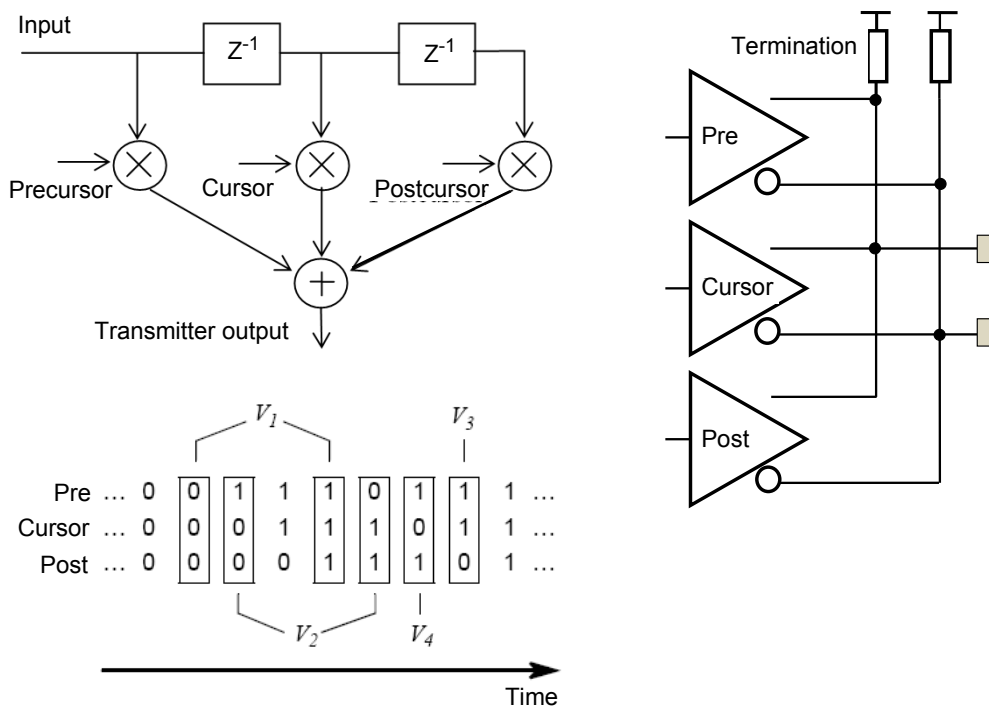 Input
Z-1
Z-1
Precursor
Cursor
Postcursor
Transmitter output
Termination
Pre
Cursor
Post
V1
V3
Pre ... 0 0 1 1 1 0 1 1 1 ...
Cursor ... 0 0 0 1 1 1 0 1 1 ...
Post ... 0 0 0 0 1 1 1 0 1 ...
V2
V4
Time